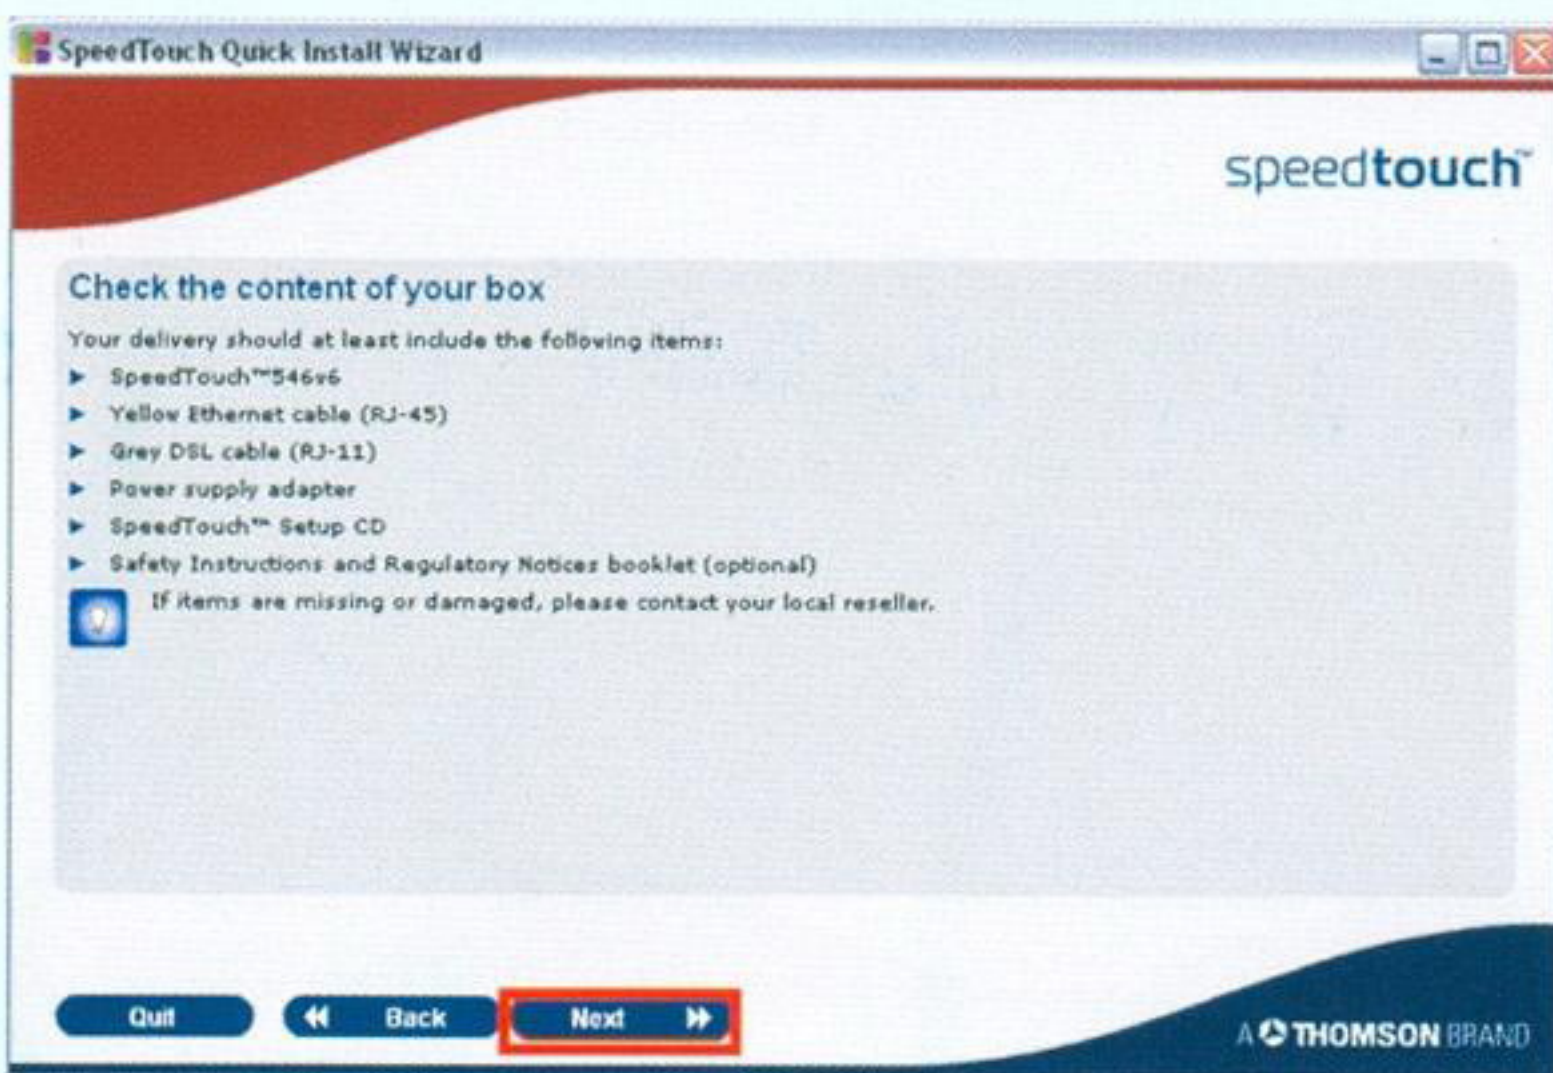 SpeedTouch Quick Install Wizard
speedtouch™
Check the content of your box
Your delivery should at least include the following items:
► SpeedTouch™546v6
► Yellow Ethernet cable (RJ-45)
► Grey DSL cable (RJ-11)
► Power supply adapter
► SpeedTouch™ Setup CD
► Safety Instructions and Regulatory Notices booklet (optional)
If items are missing or damaged, please contact your local reseller.
Quit
Back
Next
A THOMSON BRAND